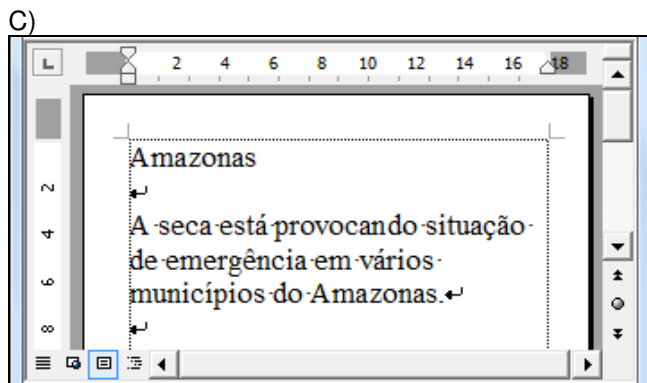 C)
L 2 4 6 8 10 12 14 16 18
Amazonas
↵
A·seca·está·provocando·situação·
de·emergência·em·vários·
municípios·do·Amazonas.↵
↵
2
4
6
8